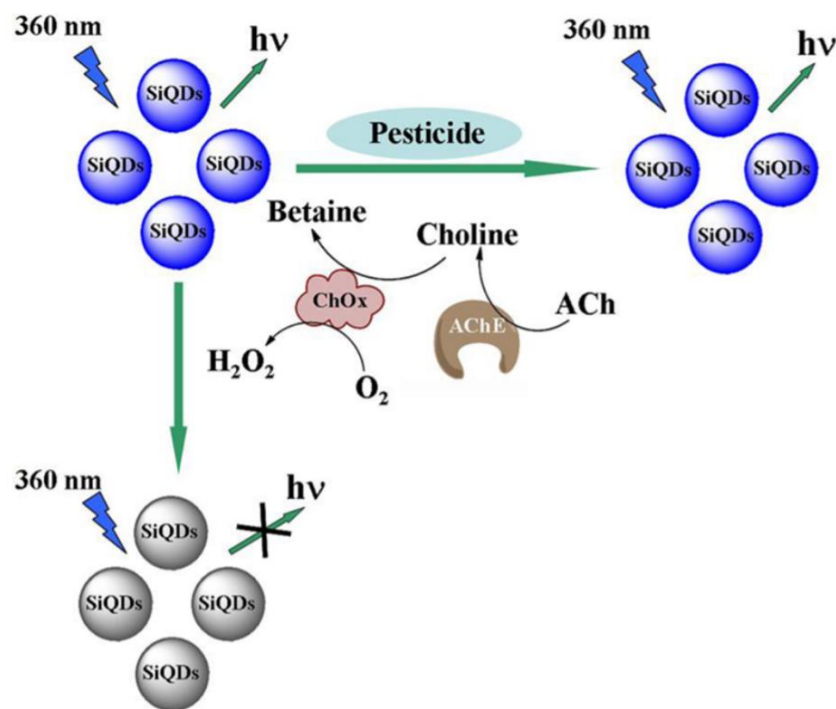 360 nm
hν
SiQDs
SiQDs
SiQDs
SiQDs
Pesticide
360 nm
hν
SiQDs
SiQDs
SiQDs
SiQDs
Betaine
Choline
ChOx
AChE
ACh
H₂O₂
O₂
360 nm
hν
SiQDs
SiQDs
SiQDs
SiQDs